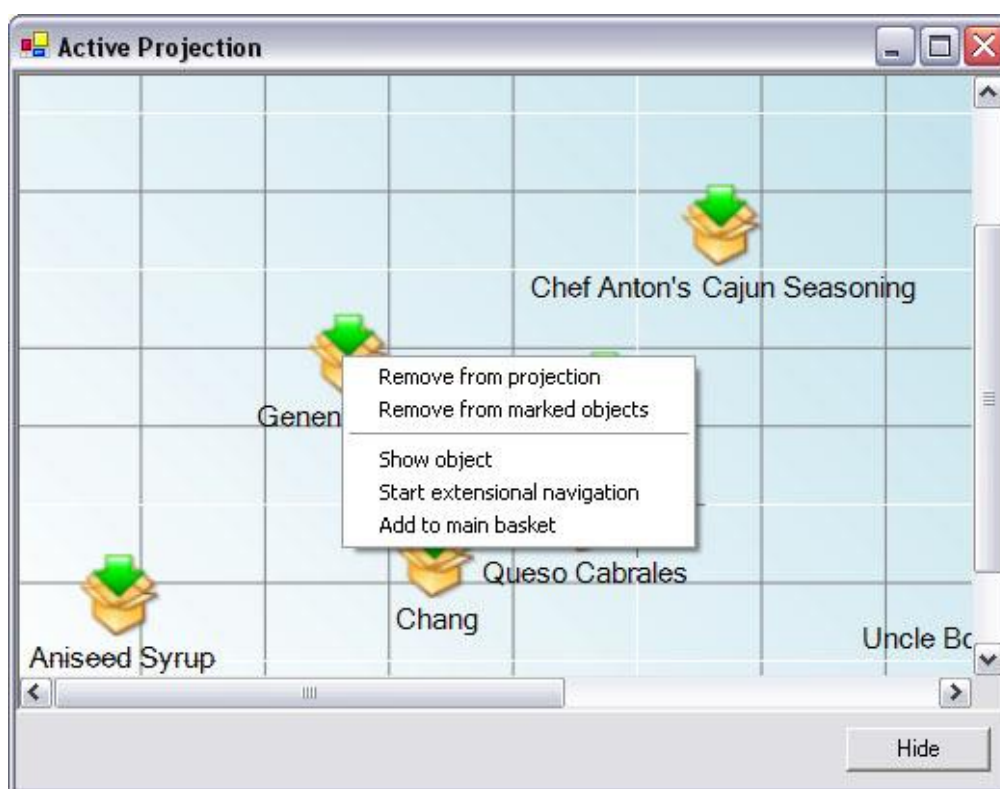 Active Projection
Chef Anton's Cajun Seasoning
Remove from projection
Remove from marked objects
Show object
Start extensional navigation
Add to main basket
Queso Cabrales
Chang
Uncle
Aniseed Syrup
Hide